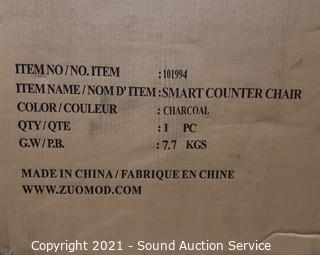 ITEM NO/NO. ITEM : 101994
ITEM NAME/NOM D'ITEM :SMART COUNTER CHAIR
COLOR/COULEUR : CHARCOAL
QTY/QTE : 1 PC
G.W/P.B. : 7.7 KGS
MADE IN CHINA/FABRIQUE EN CHINE
WWW.ZUOMOD.COM
Copyright 2021 - Sound Auction Service